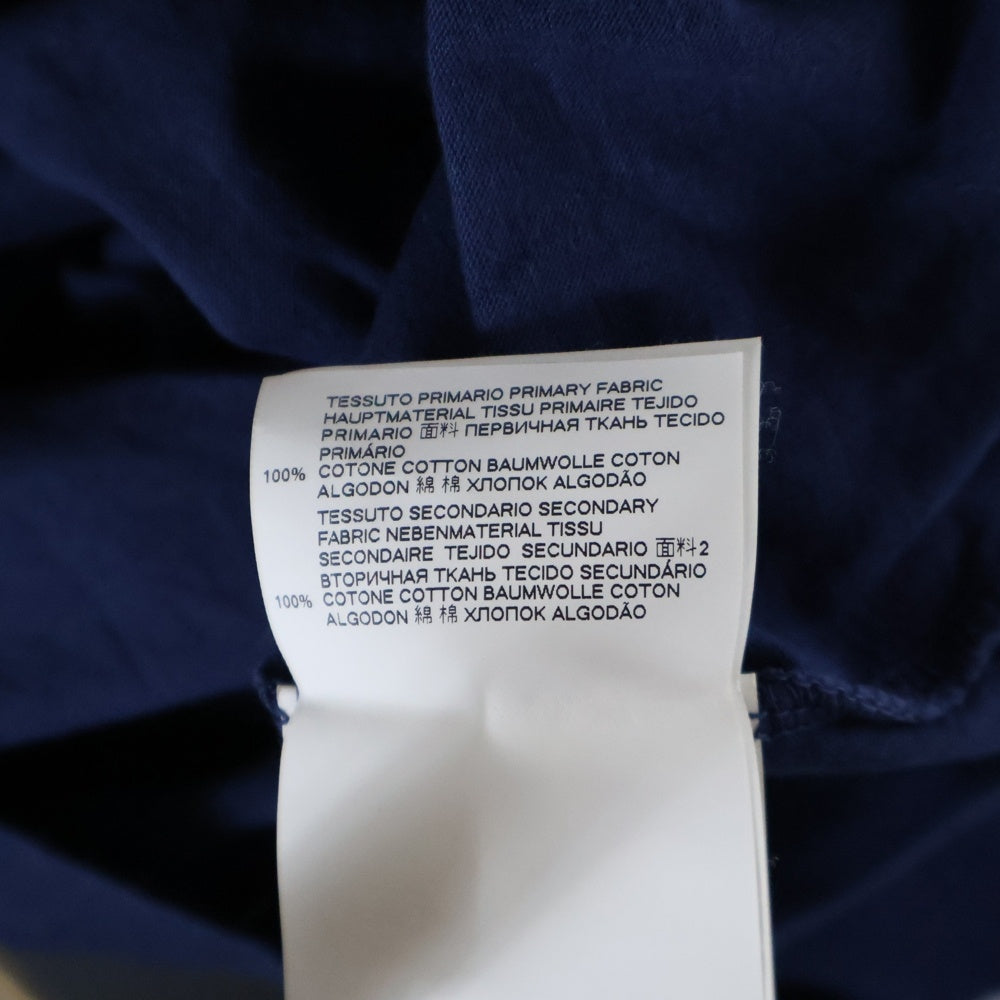 TESSUTO PRIMARIO PRIMARY FABRIC
HAUPTMATERIAL TISSU PRIMAIRE TEJIDO
PRIMARIO 面料 ПЕРВИЧНАЯ ТКАНЬ TECIDO
PRIMÁRIO
100% COTONE COTTON BAUMWOLLE COTON
ALGODON 綿 棉 ХЛОПОК ALGODÃO
TESSUTO SECONDARIO SECONDARY
FABRIC NEBENMATERIAL TISSU
SECONDAIRE TEJIDO SECUNDARIO 面料2
ВТОРИЧНАЯ ТКАНЬ TECIDO SECUNDÁRIO
100% COTONE COTTON BAUMWOLLE COTON
ALGODON 綿 棉 ХЛОПОК ALGODÃO